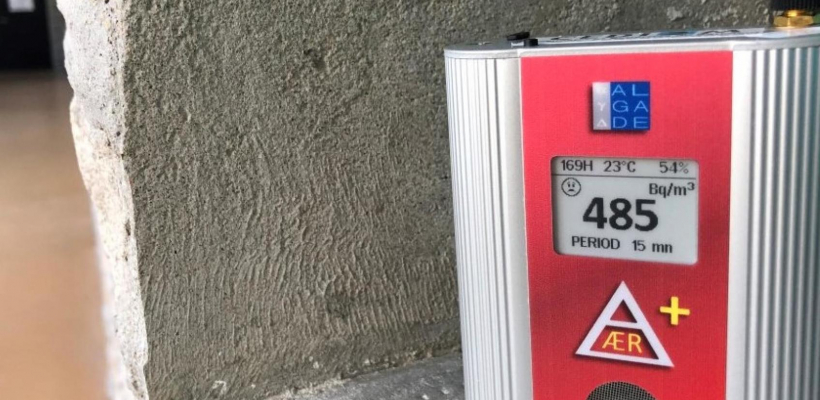 AL
GA
DE
169H 23°C 54%
Bq/m³
485
PERIOD 15 mn
ÆR +